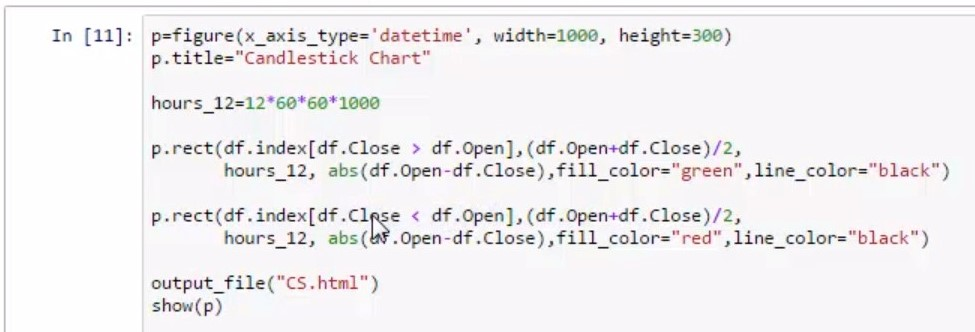 In [11]: p=figure(x_axis_type='datetime', width=1000, height=300)
p.title="Candlestick Chart"
hours_12=12*60*60*1000
p.rect(df.index[df.Close > df.Open],(df.Open+df.Close)/2,
hours_12, abs(df.Open-df.Close),fill_color="green",line_color="black")
p.rect(df.index[df.Close < df.Open],(df.Open+df.Close)/2,
hours_12, abs(df.Open-df.Close),fill_color="red",line_color="black")
output_file("CS.html")
show(p)